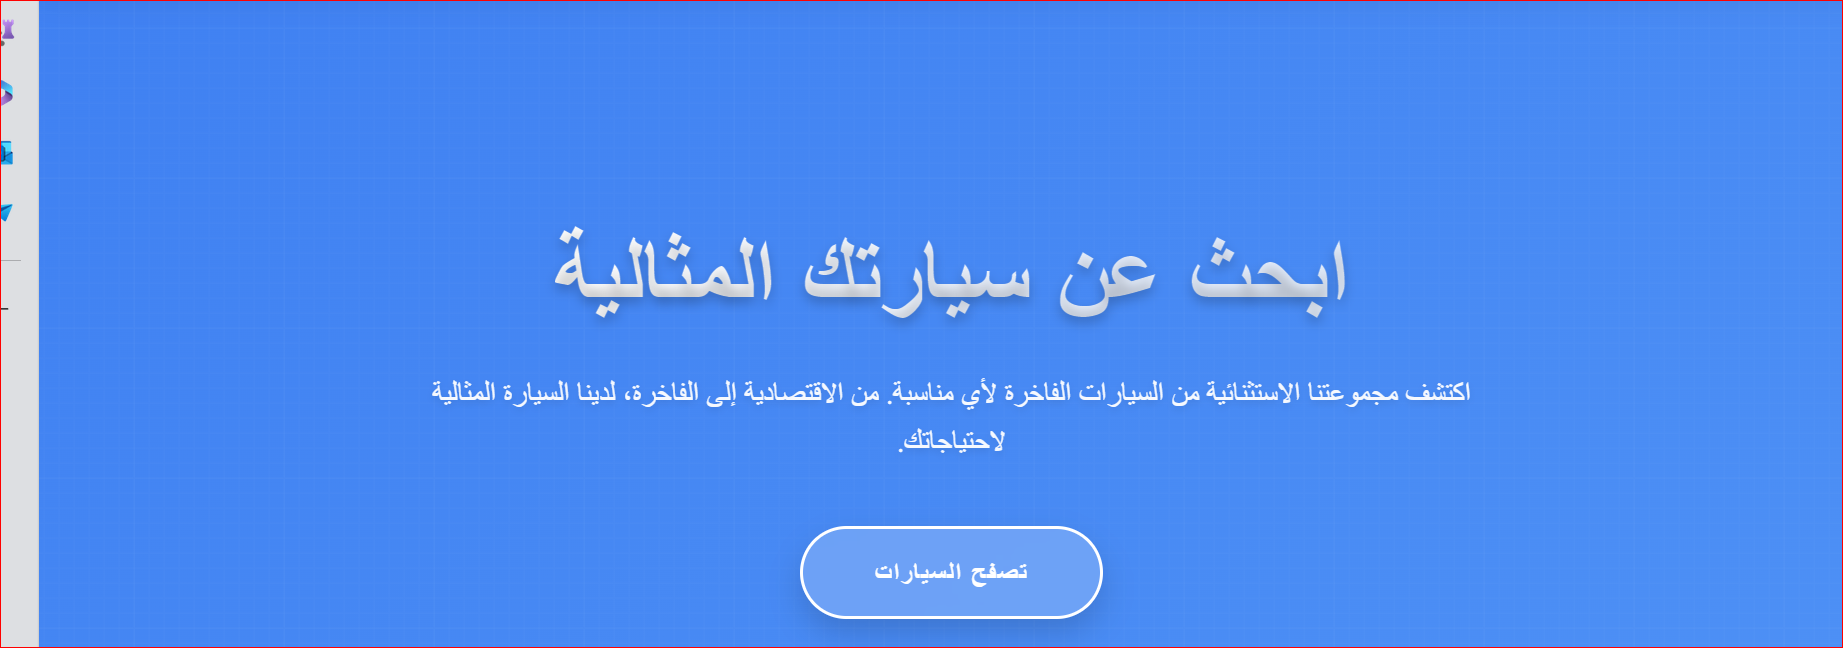 ابحث عن سيارتك المثالية
اكتشف مجموعتنا الاستثنائية من السيارات الفاخرة لأي مناسبة. من الاقتصادية إلى الفاخرة، لدينا السيارة المثالية
لاحتياجاتك.
تصفح السيارات